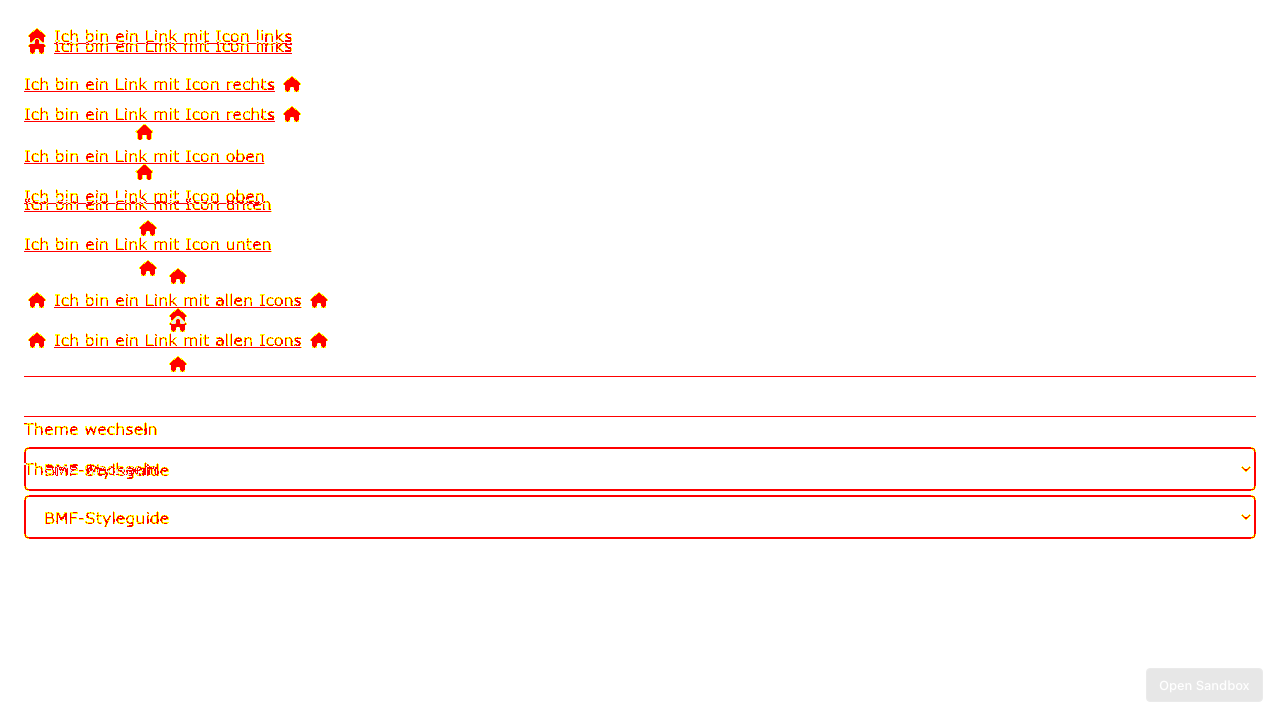 Ich bin ein Link mit Icon links
Ich bin ein Link mit Icon links
Ich bin ein Link mit Icon rechts
Ich bin ein Link mit Icon rechts
Ich bin ein Link mit Icon oben
Ich bin ein Link mit Icon oben
Ich bin ein Link mit Icon unten
Ich bin ein Link mit Icon unten
Ich bin ein Link mit allen Icons
Ich bin ein Link mit allen Icons
Theme wechseln
Theme wechseln
BMF-Styleguide
BMF-Styleguide
Open Sandbox